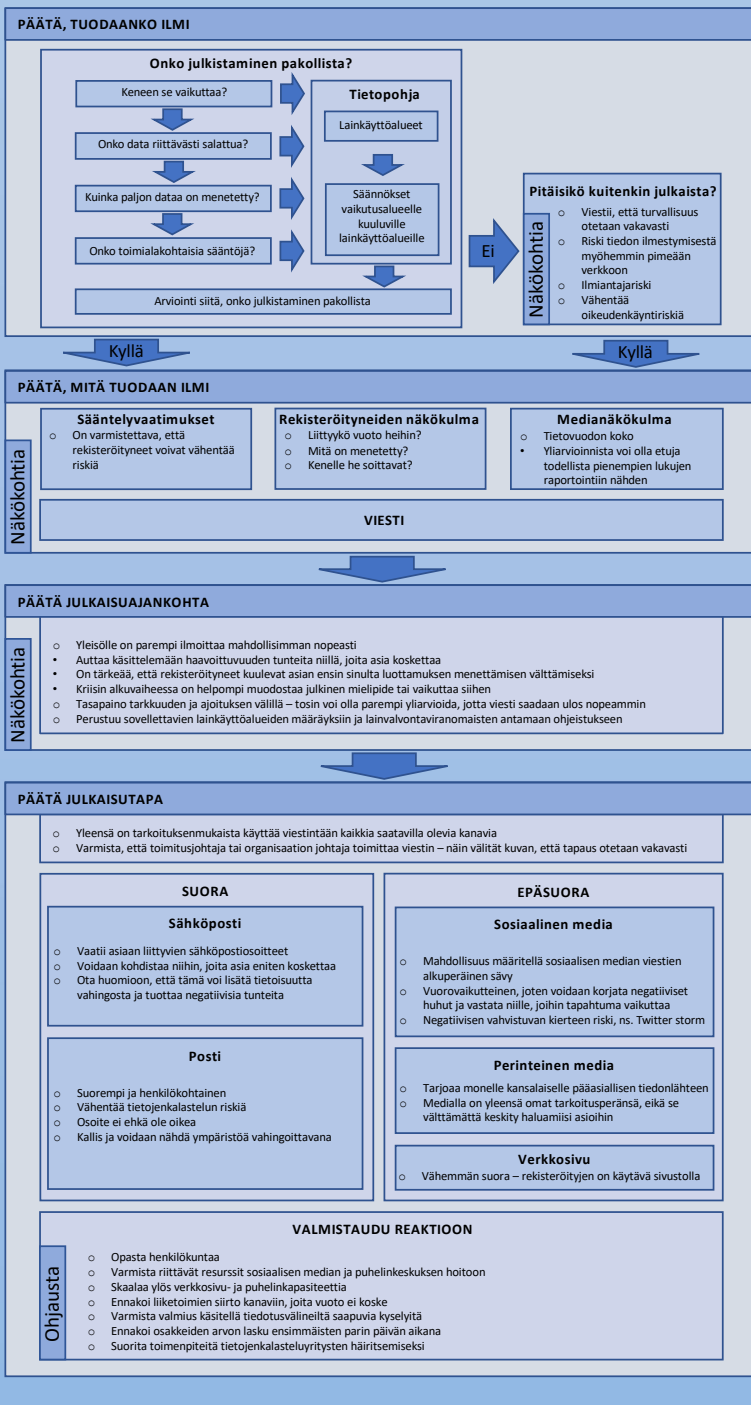 PÄÄTÄ, TUODAANKO ILMI
Onko julkistaminen pakollista?
Keneen se vaikuttaa?
Onko data riittävästi salattua?
Kuinka paljon dataa on menetetty?
Onko toimialakohtaisia sääntöjä?
Tietopohja
Lainkäyttöalueet
Säännökset
vaikutusalueelle
kuuluville
lainkäyttöalueille
Arviointi siitä, onko julkistaminen pakollista
Ei
Pitäisikö kuitenkin julkaista?
Näkökohtia
○ Viestii, että turvallisuus
otetaan vakavasti
○ Riski tiedon ilmestymisestä
myöhemmin pimeään
verkkoon
○ Ilmiantajariski
○ Vähentää
oikeudenkäyntiriskiä
Kyllä
Kyllä
PÄÄTÄ, MITÄ TUODAAN ILMI
Näkökohtia
Sääntelyvaatimukset
○ On varmistettava, että
rekisteröityneet voivat vähentää
riskiä
Rekisteröityneiden näkökulma
○ Liittyykö vuoto heihin?
○ Mitä on menetetty?
○ Kenelle he soittavat?
Medianäkökulma
○ Tietovuodon koko
• Yliarvioinnista voi olla etuja
todellista pienempien lukujen
raportointiin nähden
VIESTI
PÄÄTÄ JULKAISUAJANKOHTA
Näkökohtia
○ Yleisölle on parempi ilmoittaa mahdollisimman nopeasti
• Auttaa käsittelemään haavoittuvuuden tunteita niillä, joita asia koskettaa
• On tärkeää, että rekisteröityneet kuulevat asian ensin sinulta luottamuksen menettämisen välttämiseksi
• Kriisin alkuvaiheessa on helpompi muodostaa julkinen mielipide tai vaikuttaa siihen
○ Tasapaino tarkkuuden ja ajoituksen välillä – tosin voi olla parempi yliarvioida, jotta viesti saadaan ulos nopeammin
○ Perustuu sovellettavien lainkäyttöalueiden määräyksiin ja lainvalvontaviranomaisten antamaan ohjeistukseen
PÄÄTÄ JULKAISUTAPA
○ Yleensä on tarkoituksenmukaista käyttää viestintään kaikkia saatavilla olevia kanavia
○ Varmista, että toimitusjohtaja tai organisaation johtaja toimittaa viestin – näin välität kuvan, että tapaus otetaan vakavasti
SUORA
Sähköposti
○ Vaatii asiaan liittyvien sähköpostiosoitteet
○ Voidaan kohdistaa niihin, joita asia eniten koskettaa
○ Ota huomioon, että tämä voi lisätä tietoisuutta
vahingosta ja tuottaa negatiivisia tunteita
Posti
○ Suorempi ja henkilökohtainen
○ Vähentää tietojenkalastelun riskiä
○ Osoite ei ehkä ole oikea
○ Kallis ja voidaan nähdä ympäristöä vahingoittavana
EPÄSUORA
Sosiaalinen media
○ Mahdollisuus määritellä sosiaalisen median viestien
alkuperäinen sävy
○ Vuorovaikutteinen, joten voidaan korjata negatiiviset
huhut ja vastata niille, joihin tapahtuma vaikuttaa
○ Negatiivisen vahvistuvan kierteen riski, ns. Twitter storm
Perinteinen media
○ Tarjoaa monelle kansalaiselle pääasiallisen tiedonlähteen
○ Medialla on yleensä omat tarkoitusperänsä, eikä se
välttämättä keskity haluamiisi asioihin
Verkkosivu
○ Vähemmän suora – rekisteröityjen on käytävä sivustolla
VALMISTAUDU REAKTIOON
Ohjausta
○ Opasta henkilökuntaa
○ Varmista riittävät resurssit sosiaalisen median ja puhelinkeskuksen hoitoon
○ Skaalaa ylös verkkosivu- ja puhelinkapasiteettia
○ Ennakoi liiketoimien siirto kanaviin, joita vuoto ei koske
○ Varmista valmius käsitellä tiedotusvälineiltä saapuvia kyselyitä
○ Ennakoi osakkeiden arvon lasku ensimmäisten parin päivän aikana
○ Suorita toimenpiteitä tietojenkalasteluyritysten häiritsemiseksi